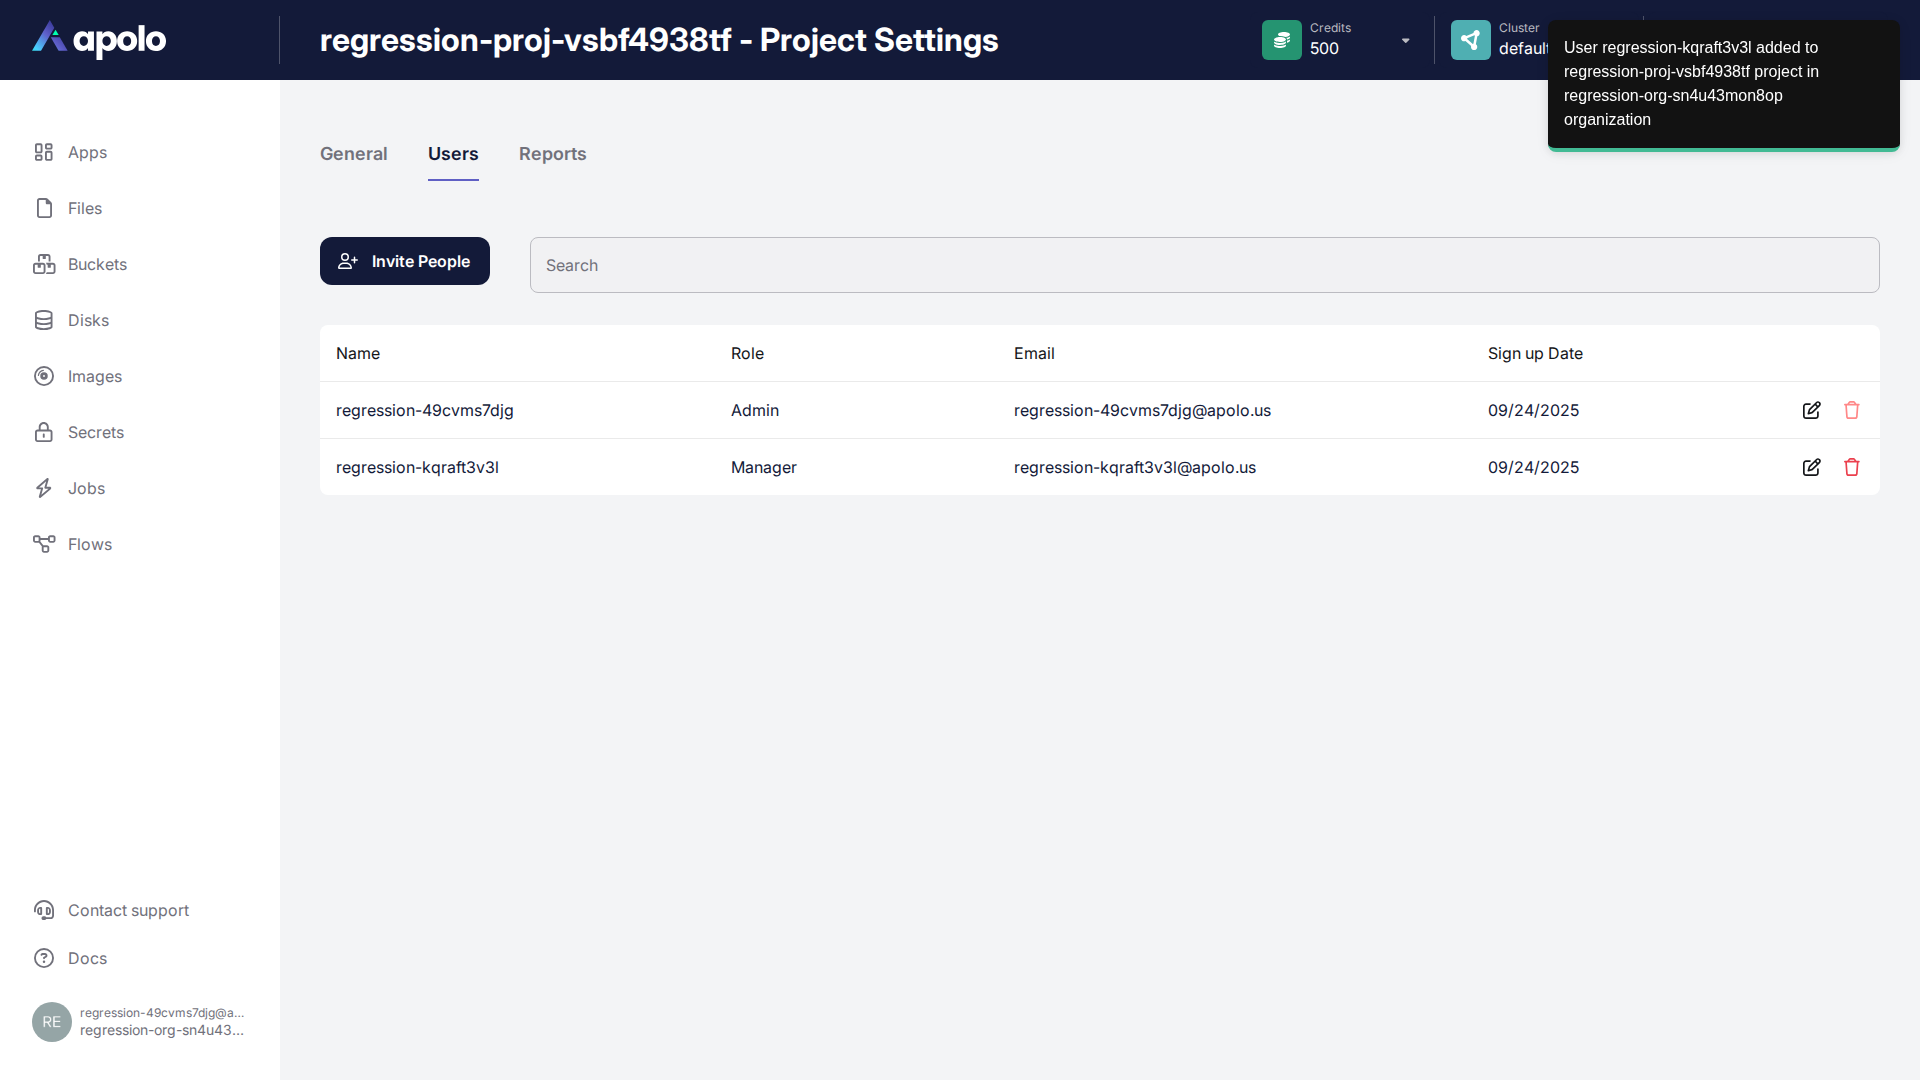 apolo
regression-proj-vsbf4938tf - Project Settings
Credits
500
Cluster
default
User regression-kqraft3v3l added to
regression-proj-vsbf4938tf project in
regression-org-sn4u43mon8op
organization
Apps
Files
Buckets
Disks
Images
Secrets
Jobs
Flows
General
Users
Reports
Invite People
Search
Name Role Email Sign up Date
regression-49cvms7djg Admin regression-49cvms7djg@apolo.us 09/24/2025
regression-kqraft3v3l Manager regression-kqraft3v3l@apolo.us 09/24/2025
Contact support
Docs
RE
regression-49cvms7djg@a...
regression-org-sn4u43...